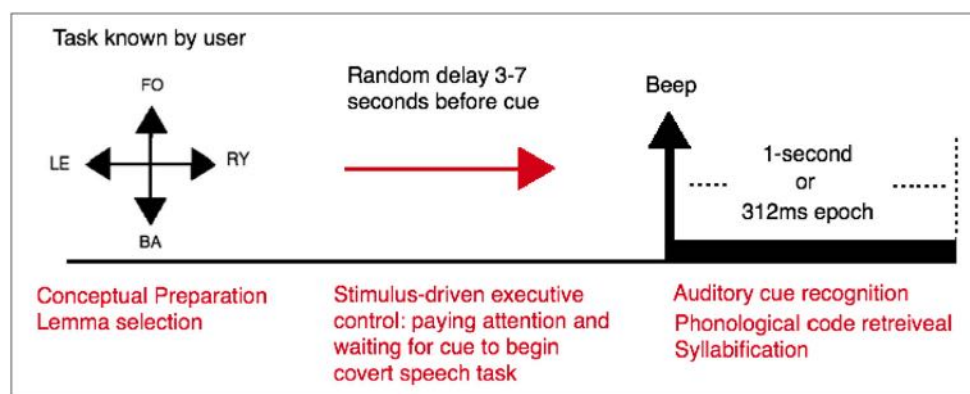 Task known by user
FO
LE
RY
BA
Random delay 3-7
seconds before cue
Beep
1-second
or
312ms epoch
Conceptual Preparation
Lemma selection
Stimulus-driven executive
control: paying attention and
waiting for cue to begin
covert speech task
Auditory cue recognition
Phonological code retreiveal
Syllabification